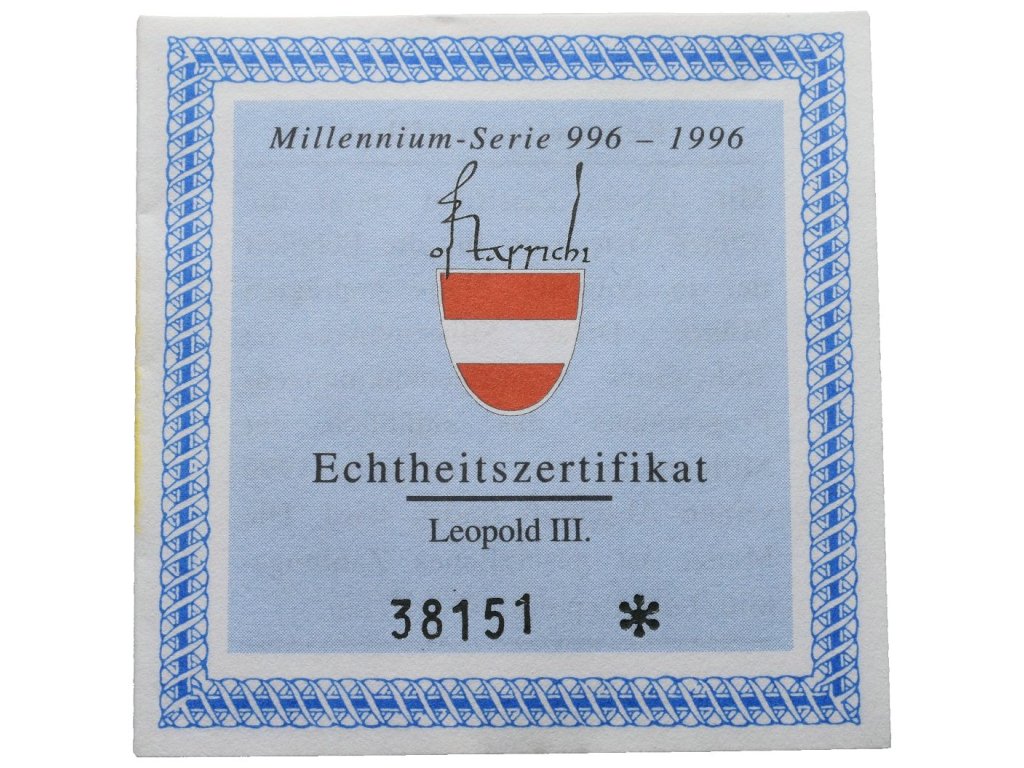 Millennium-Serie 996 – 1996
ostarrichi
Echtheitszertifikat
Leopold III.
38151 *